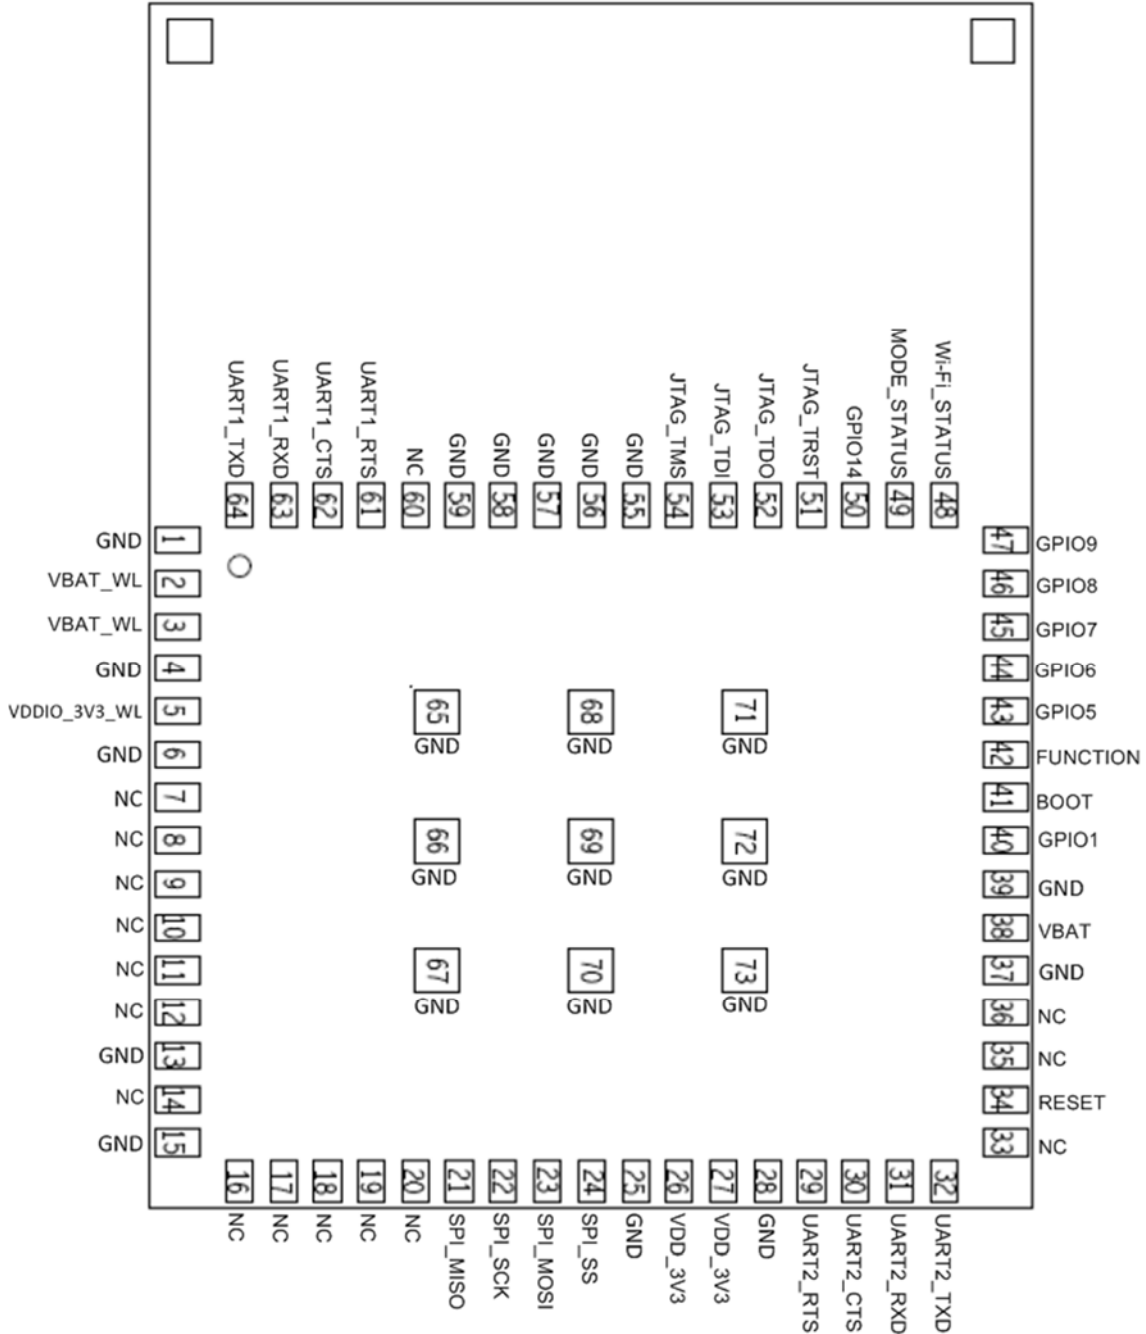 UART1_TXD
UART1_RXD
UART1_CTS
UART1_RTS
NC
GND
GND
GND
GND
GND
JTAG_TMS
JTAG_TDI
JTAG_TDO
JTAG_TRST
GPIO14
MODE_STATUS
Wi-Fi_STATUS
64
63
62
61
60
59
58
57
56
55
54
53
52
51
50
49
48
GND 1
VBAT_WL 2
VBAT_WL 3
GND 4
VDDIO_3V3_WL 5
GND 6
NC 7
NC 8
NC 9
NC 10
NC 11
NC 12
GND 13
NC 14
GND 15
65
GND
68
GND
71
GND
66
GND
69
GND
72
GND
67
GND
70
GND
73
GND
47 GPIO9
46 GPIO8
45 GPIO7
44 GPIO6
43 GPIO5
42 FUNCTION
41 BOOT
40 GPIO1
39 GND
38 VBAT
37 GND
36 NC
35 NC
34 RESET
33 NC
16
17
18
19
20
21
22
23
24
25
26
27
28
29
30
31
32
NC
NC
NC
NC
NC
SPI_MISO
SPI_SCK
SPI_MOSI
SPI_SS
GND
VDD_3V3
VDD_3V3
GND
UART2_RTS
UART2_CTS
UART2_RXD
UART2_TXD